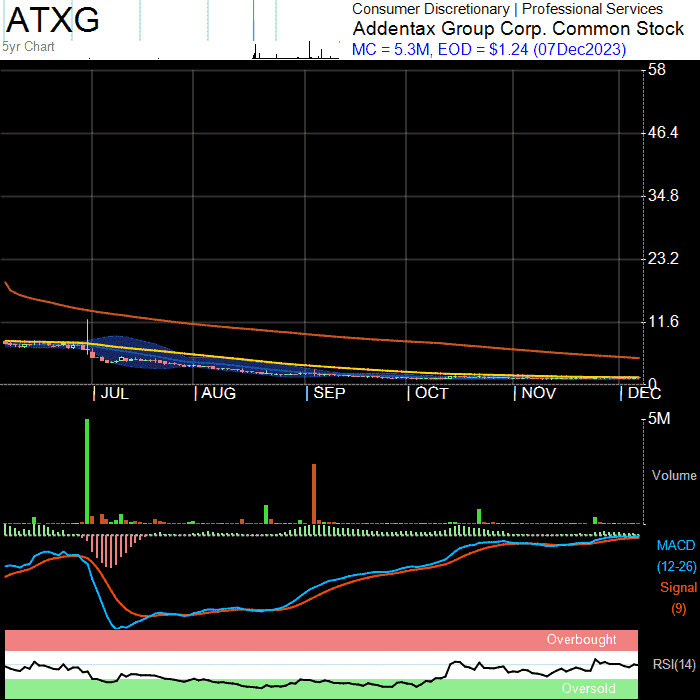 ATXG
5yr Chart
Consumer Discretionary | Professional Services
Addentax Group Corp. Common Stock
MC = 5.3M, EOD = $1.24 (07Dec2023)
58
46.4
34.8
23.2
11.6
0
JUL AUG SEP OCT NOV DEC
5M
Volume
MACD
(12-26)
Signal
(9)
Overbought
RSI(14)
Oversold